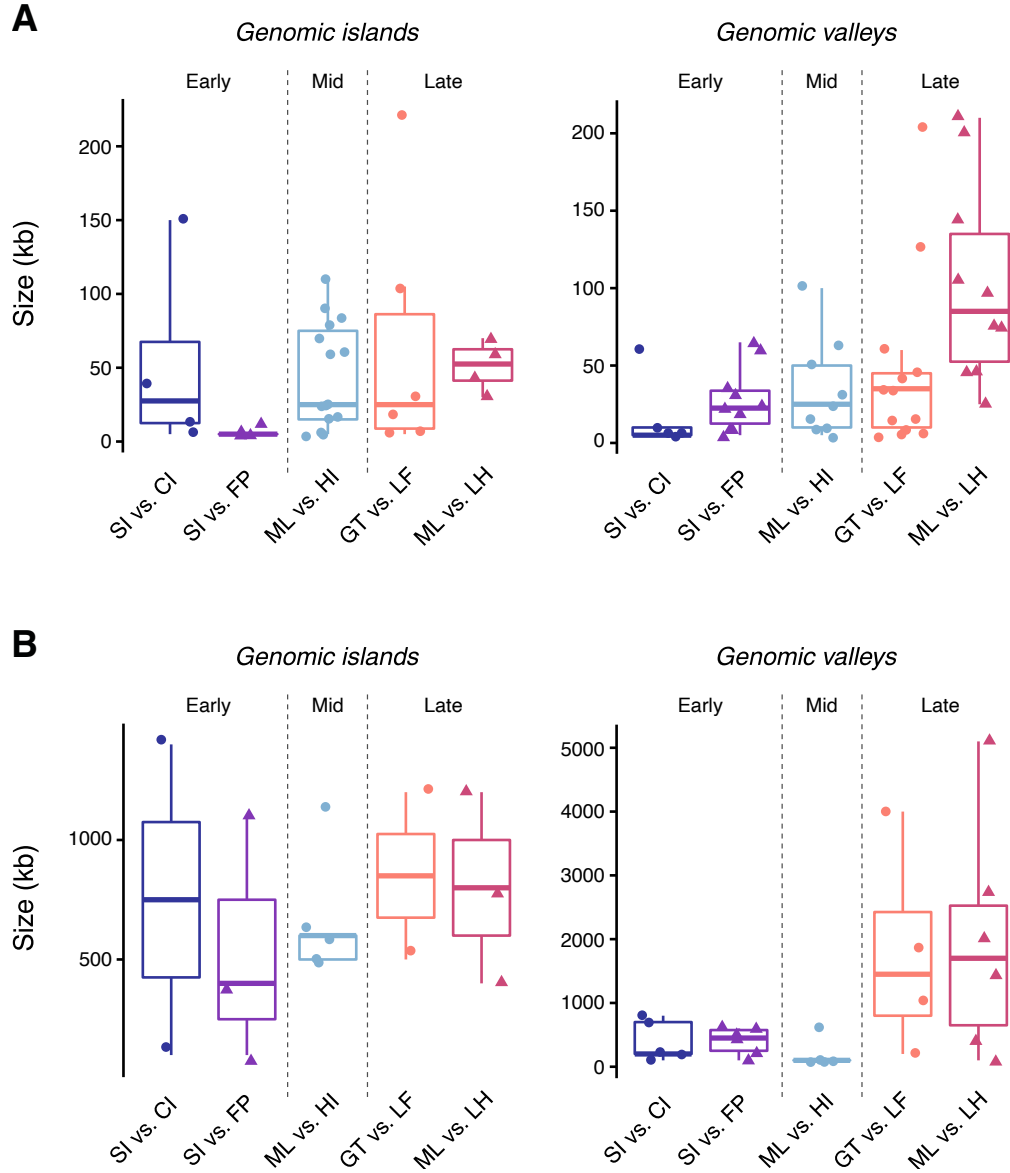 A
Genomic islands
Genomic valleys
Early Mid Late
Early Mid Late
Size (kb)
200
150
100
50
0
200
150
100
50
0
SI vs. CI
SI vs. FP
ML vs. HI
GT vs. LF
ML vs. LH
SI vs. CI
SI vs. FP
ML vs. HI
GT vs. LF
ML vs. LH
B
Genomic islands
Genomic valleys
Early Mid Late
Early Mid Late
Size (kb)
1000
500
5000
4000
3000
2000
1000
0
SI vs. CI
SI vs. FP
ML vs. HI
GT vs. LF
ML vs. LH
SI vs. CI
SI vs. FP
ML vs. HI
GT vs. LF
ML vs. LH